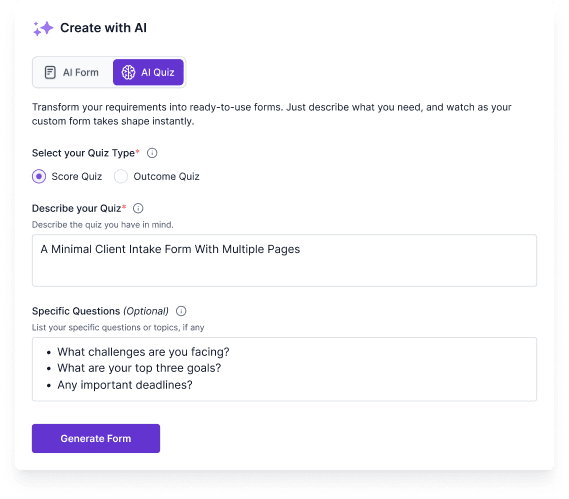 Create with AI
AI Form
AI Quiz
Transform your requirements into ready-to-use forms. Just describe what you need, and watch as your
custom form takes shape instantly.
Select your Quiz Type*
Score Quiz
Outcome Quiz
Describe your Quiz*
Describe the quiz you have in mind.
A Minimal Client Intake Form With Multiple Pages
Specific Questions (Optional)
List your specific questions or topics, if any
• What challenges are you facing?
• What are your top three goals?
• Any important deadlines?
Generate Form